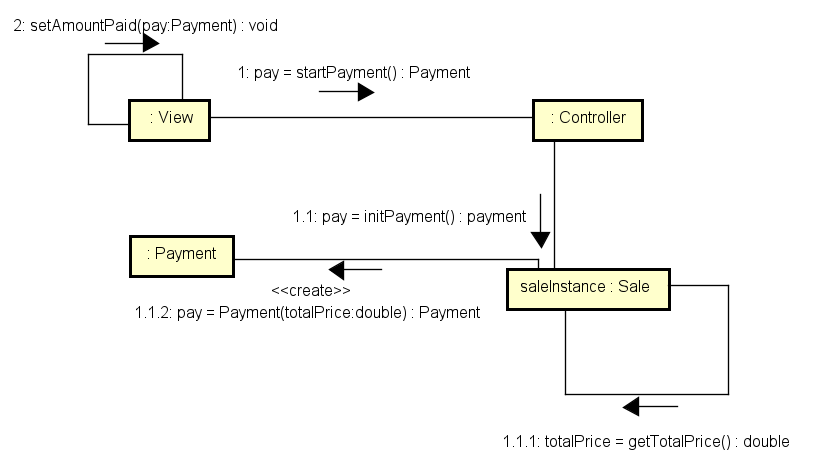 2: setAmountPaid(pay:Payment) : void
1: pay = startPayment() : Payment
: View
: Controller
1.1: pay = initPayment() : payment
: Payment
saleInstance : Sale
<<create>>
1.1.2: pay = Payment(totalPrice:double) : Payment
1.1.1: totalPrice = getTotalPrice() : double